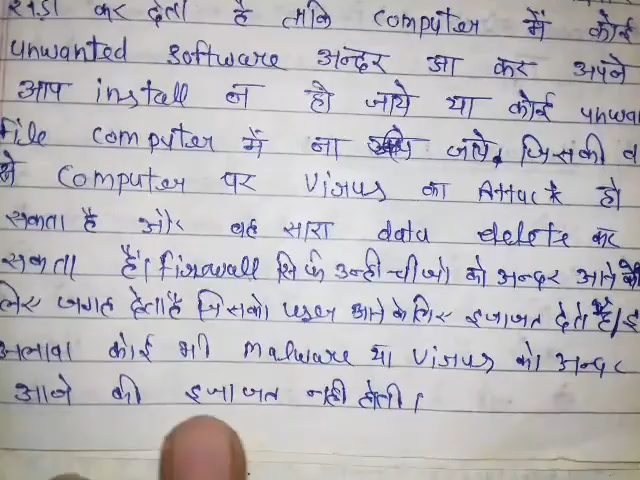 खड़ा कर देता है ताकि computer में कोई
unwanted software अन्दर आ कर अपने
आप install न हो जाये या कोई unwa
File computer में ना जाये, जिसकी व
से computer पर Virus का Attack हो
सकता है और वह सारा data delete कर
सकता है। Firewall सिर्फ उन्ही चीजो को अन्दर आने के
लिए जगह देता है जिसको user आने के लिए इजाजत देते है। इ
अलावा कोई भी malware या Virus को अन्दर
आने की इजाजत नही होती।